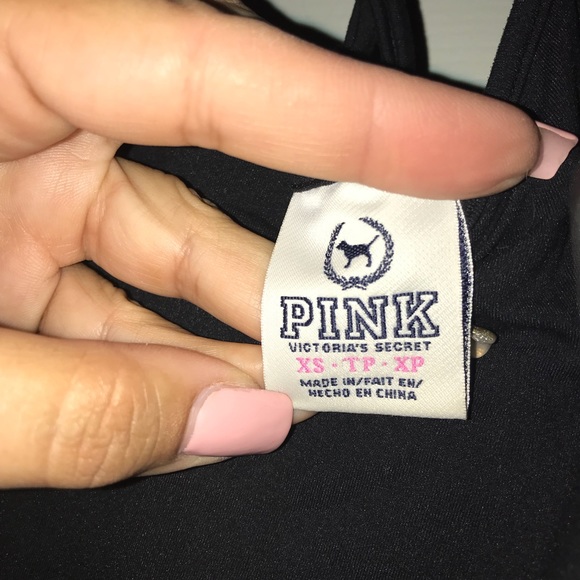 PINK
VICTORIA'S SECRET
XS - TP - XP
MADE IN/FAIT EN/
HECHO EN CHINA